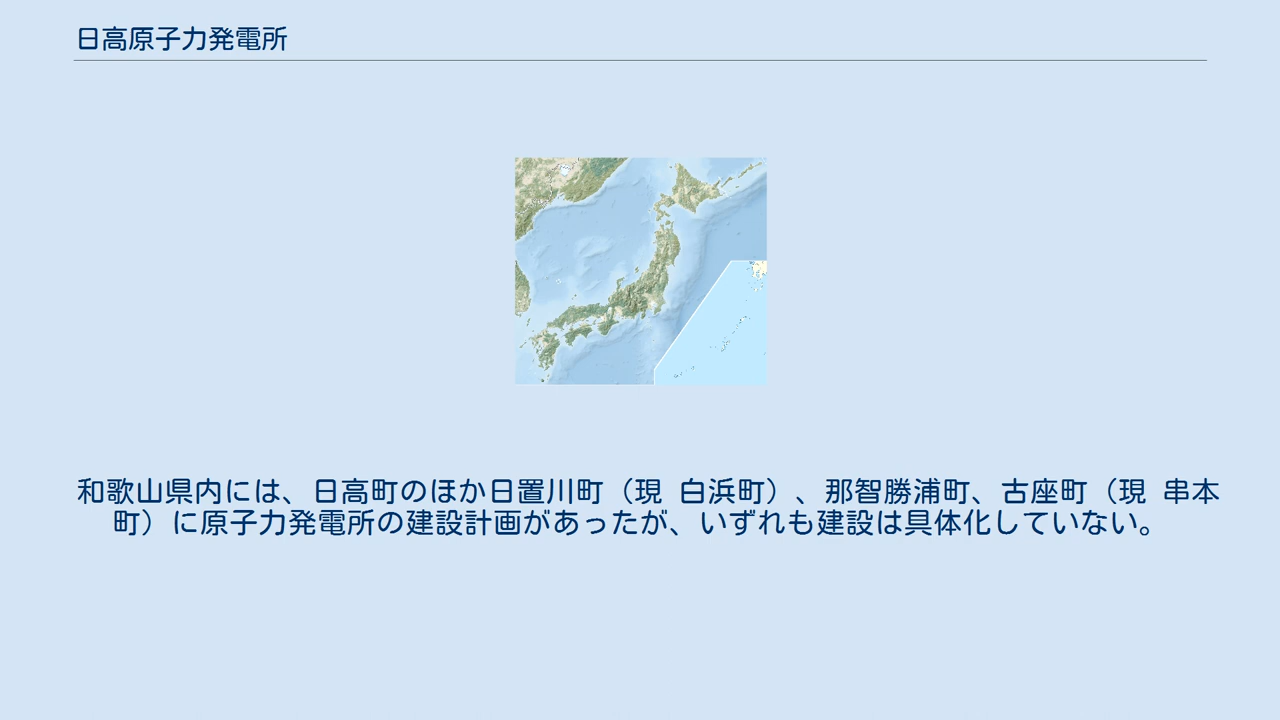 日高原子力発電所
和歌山県内には、日高町のほか日置川町（現 白浜町）、那智勝浦町、古座町（現 串本
町）に原子力発電所の建設計画があったが、いずれも建設は具体化していない。